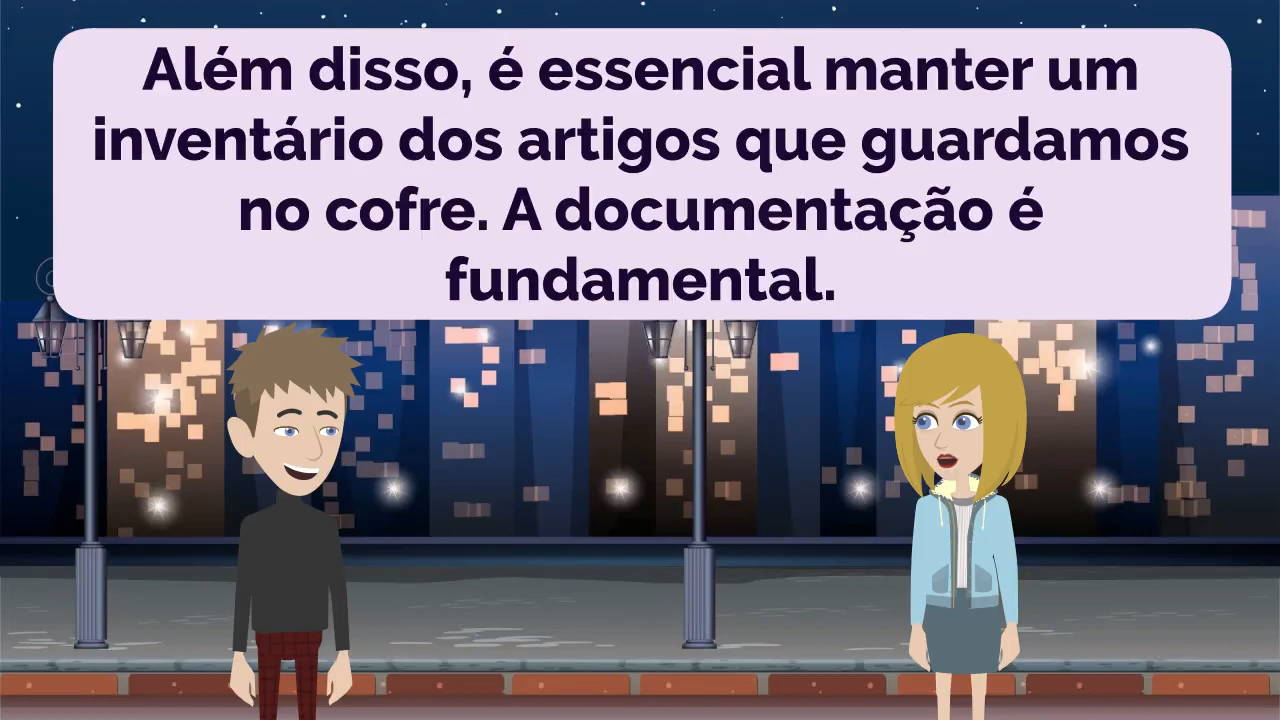 Além disso, é essencial manter um
inventário dos artigos que guardamos
no cofre. A documentação é
fundamental.